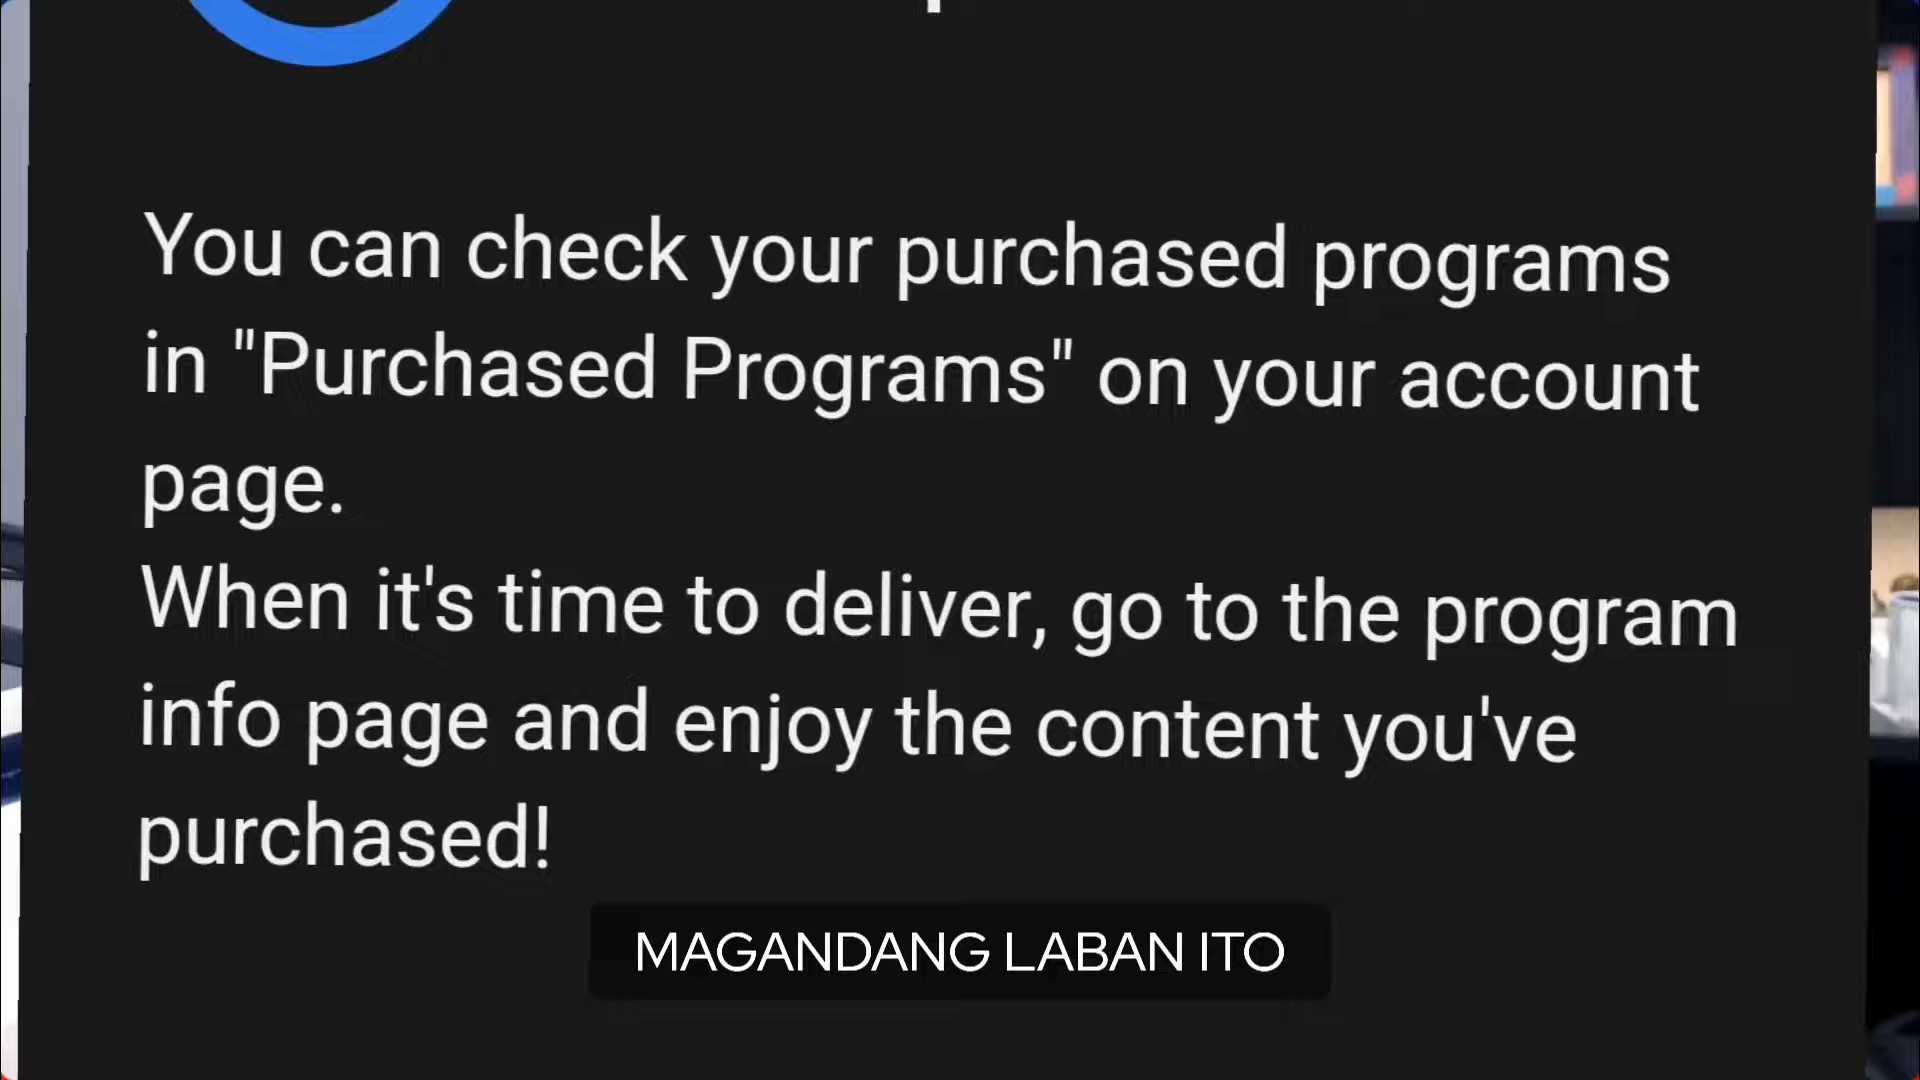 You can check your purchased programs
in "Purchased Programs" on your account
page.
When it's time to deliver, go to the program
info page and enjoy the content you've
purchased!
MAGANDANG LABAN ITO